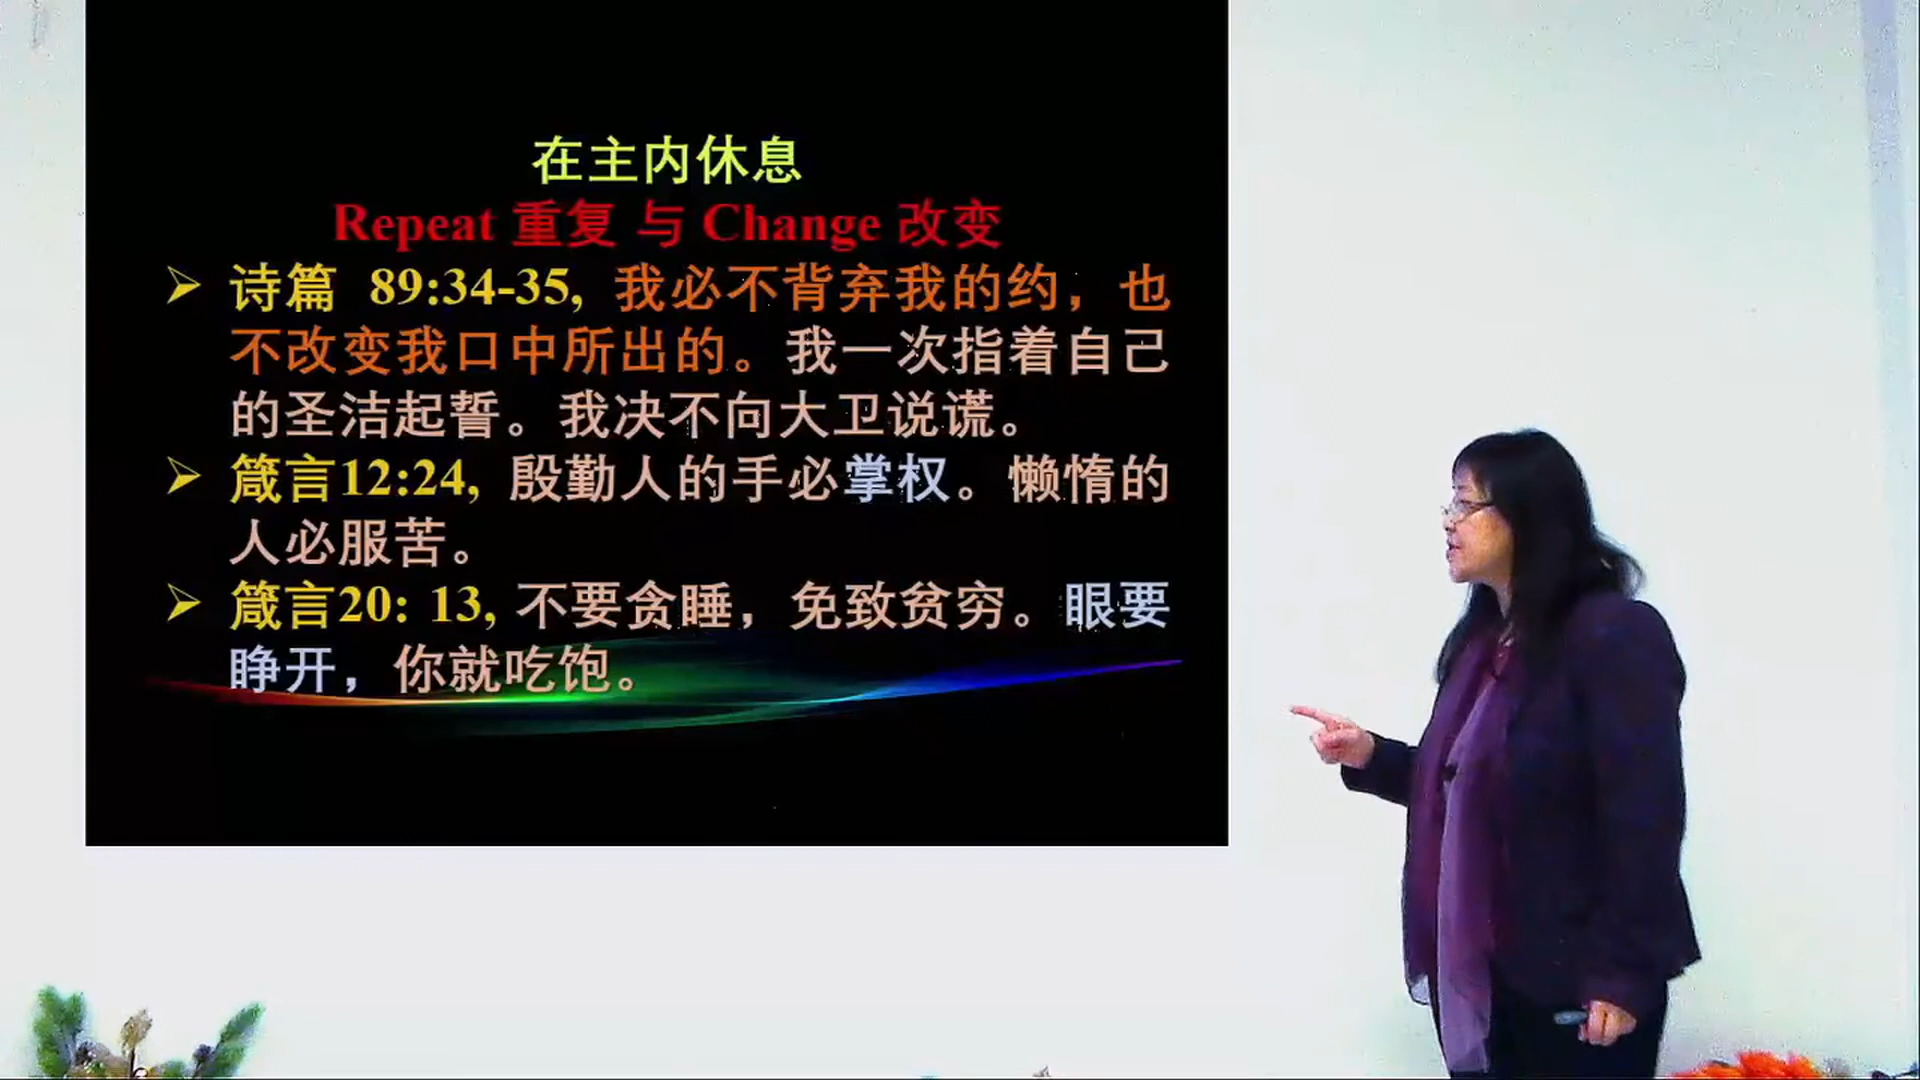 在主内休息
Repeat 重复 与 Change 改变
诗篇 89:34-35, 我必不背弃我的约，也
不改变我口中所出的。我一次指着自己
的圣洁起誓。我决不向大卫说谎。
箴言12:24, 殷勤人的手必掌权。懒惰的
人必服苦。
箴言20: 13, 不要贪睡，免致贫穷。眼要
睁开，你就吃饱。